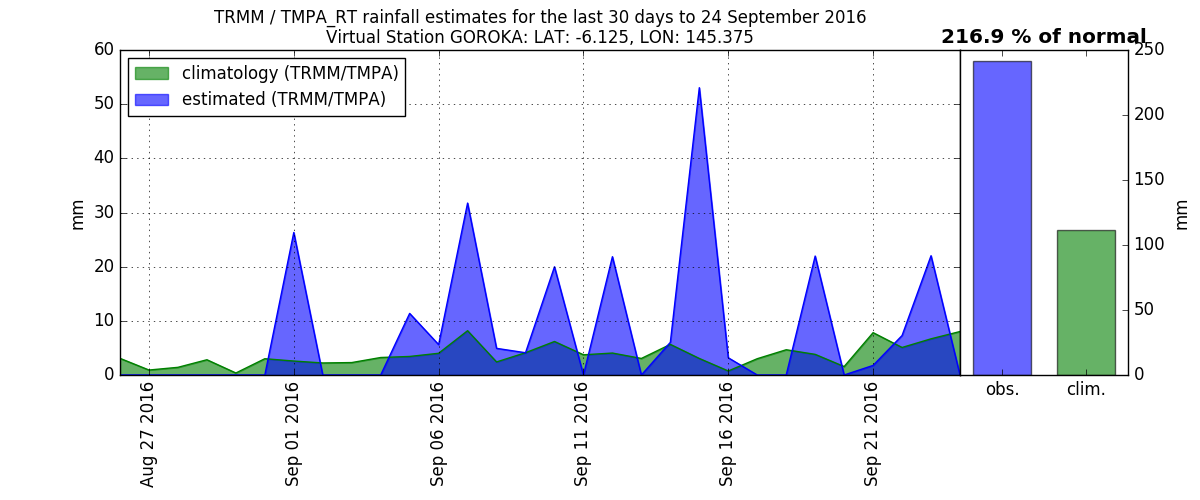 TRMM / TMPA_RT rainfall estimates for the last 30 days to 24 September 2016
Virtual Station GOROKA: LAT: -6.125, LON: 145.375
216.9 % of normal
climatology (TRMM/TMPA)
estimated (TRMM/TMPA)
60
50
40
30
20
10
0
mm
Aug 27 2016
Sep 01 2016
Sep 06 2016
Sep 11 2016
Sep 16 2016
Sep 21 2016
250
200
150
100
50
0
mm
obs.
clim.